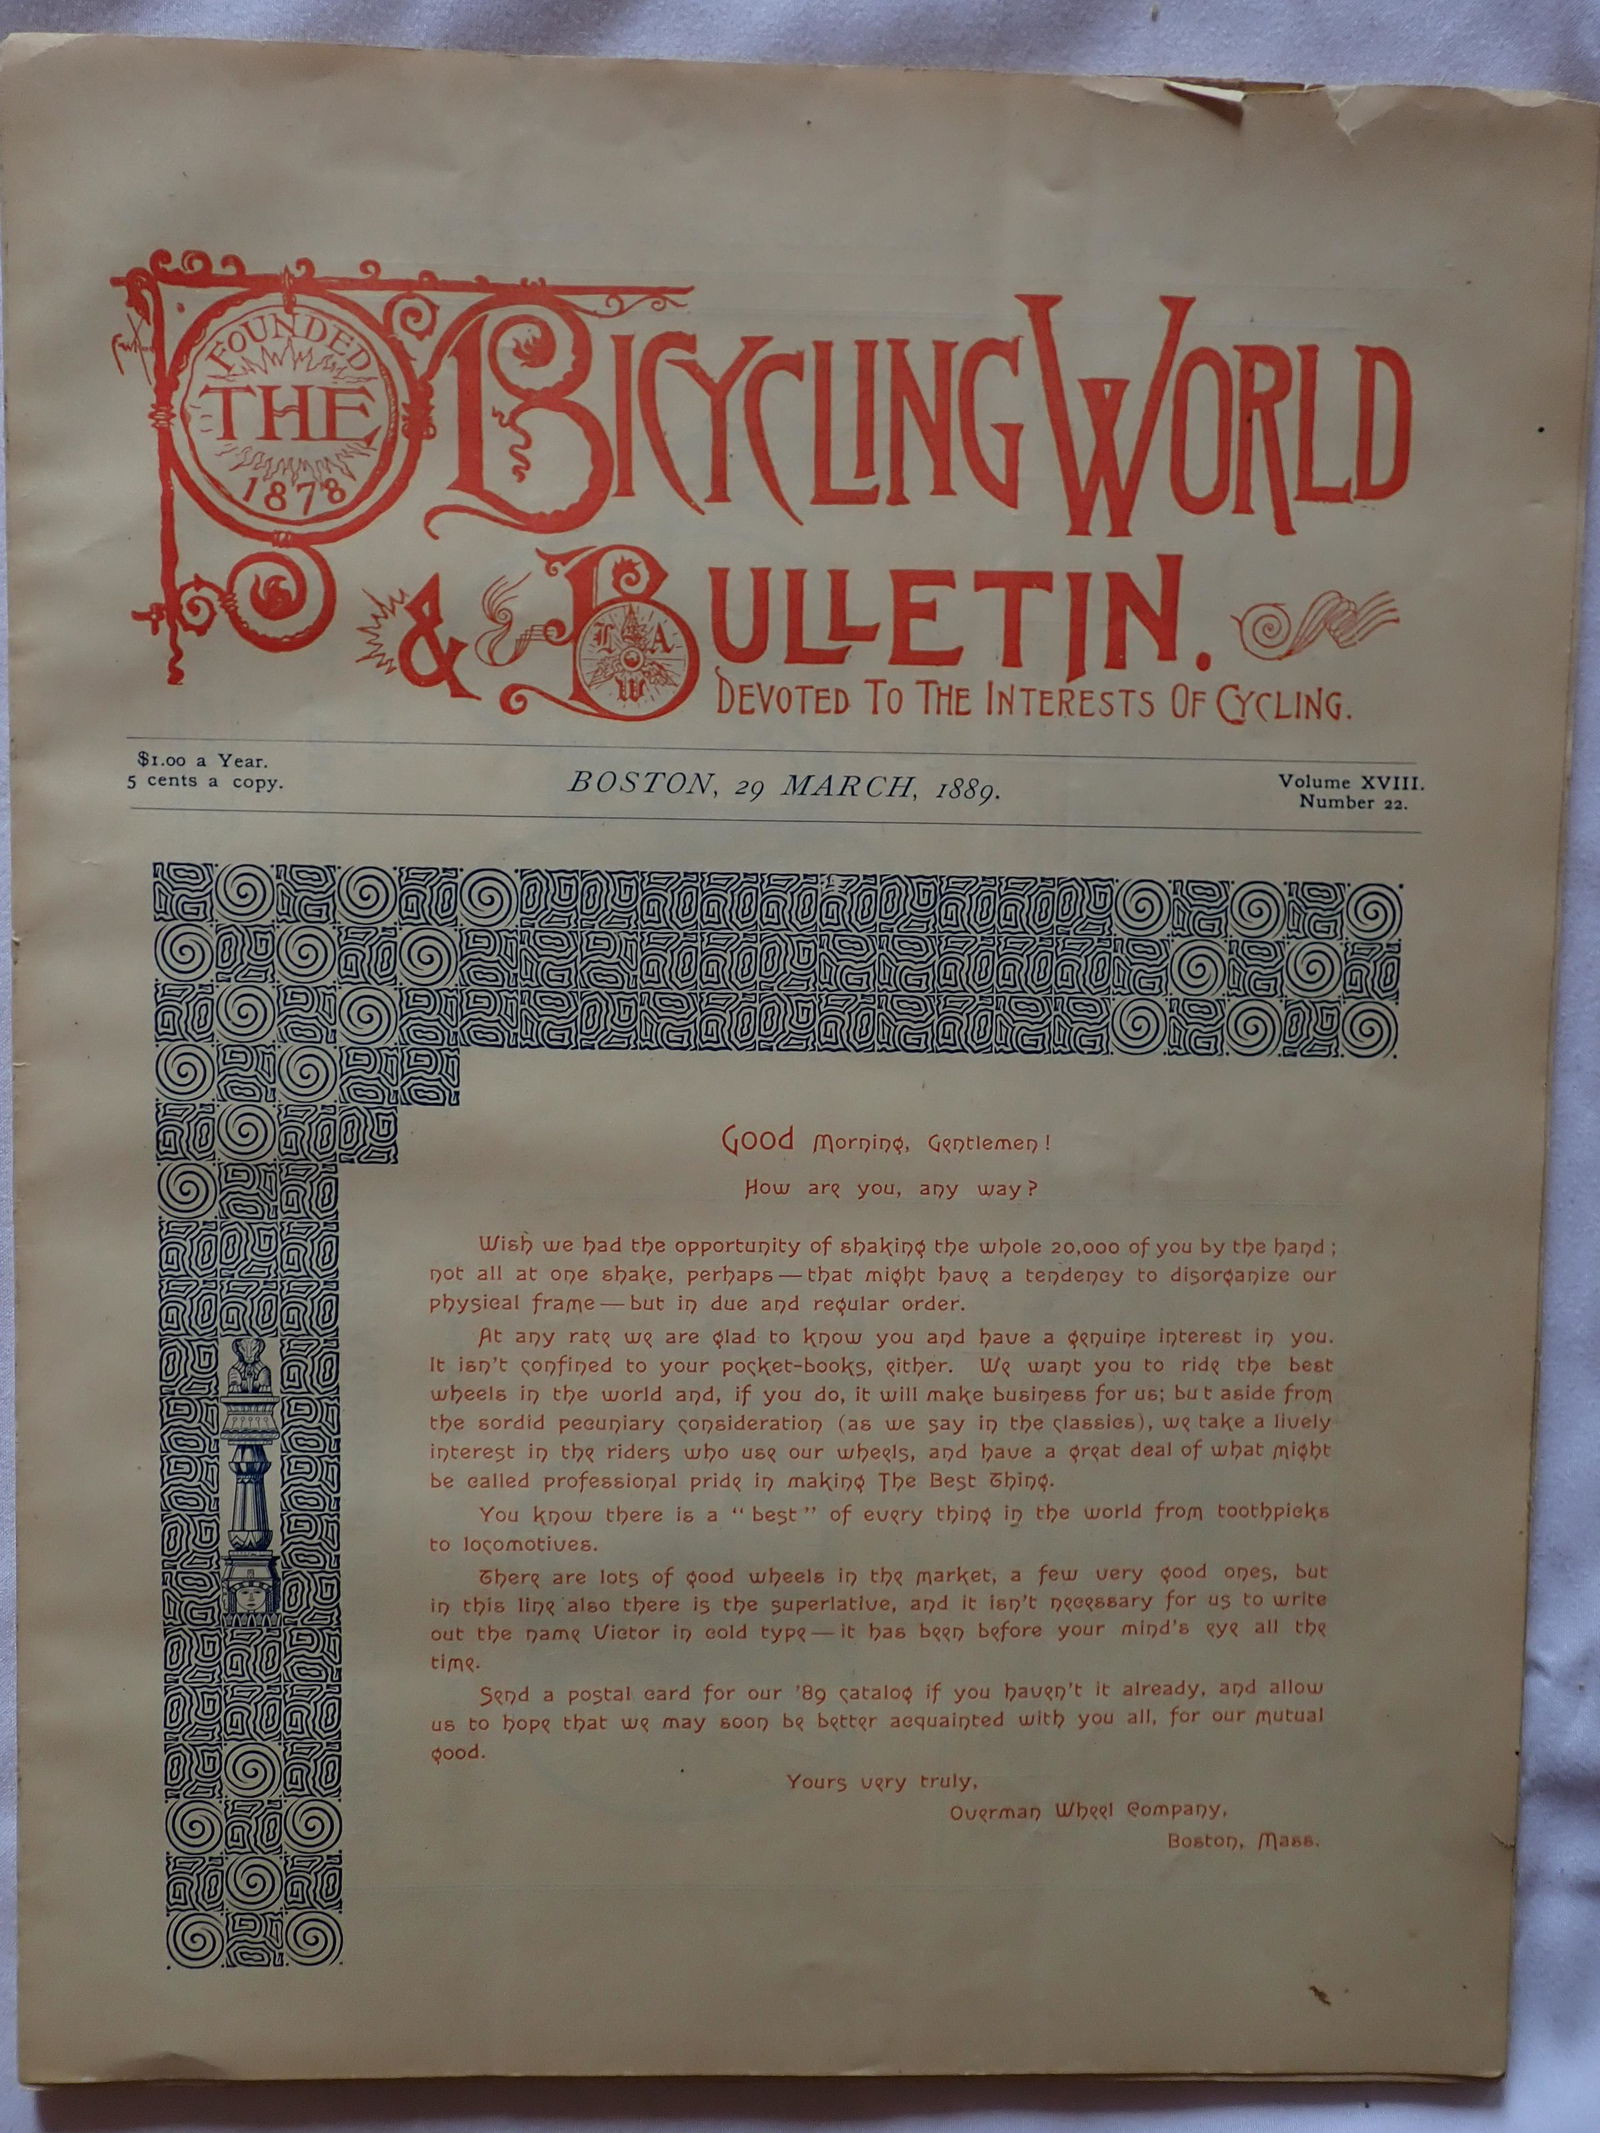 FOUNDED
THE
1878
BICYCLING WORLD
& BULLETIN.
L A W
DEVOTED TO THE INTERESTS OF CYCLING.
$1.00 a Year.
5 cents a copy.
BOSTON, 29 MARCH, 1889.
Volume XVIII.
Number 22.
Good Morning, Gentlemen!
How are you, any way?
Wish we had the opportunity of shaking the whole 20,000 of you by the hand;
not all at one shake, perhaps—that might have a tendency to disorganize our
physical frame—but in due and regular order.
At any rate we are glad to know you and have a genuine interest in you.
It isn't confined to your pocket-books, either. We want you to ride the best
wheels in the world and, if you do, it will make business for us; but aside from
the sordid pecuniary consideration (as we say in the classics), we take a lively
interest in the riders who use our wheels, and have a great deal of what might
be called professional pride in making The Best Thing.
You know there is a "best" of every thing in the world from toothpicks
to locomotives.
There are lots of good wheels in the market, a few very good ones, but
in this line also there is the superlative, and it isn't necessary for us to write
out the name Victor in cold type—it has been before your mind's eye all the
time.
Send a postal card for our '89 catalog if you haven't it already, and allow
us to hope that we may soon be better acquainted with you all, for our mutual
good.
Yours very truly,
Overman Wheel Company,
Boston, Mass.